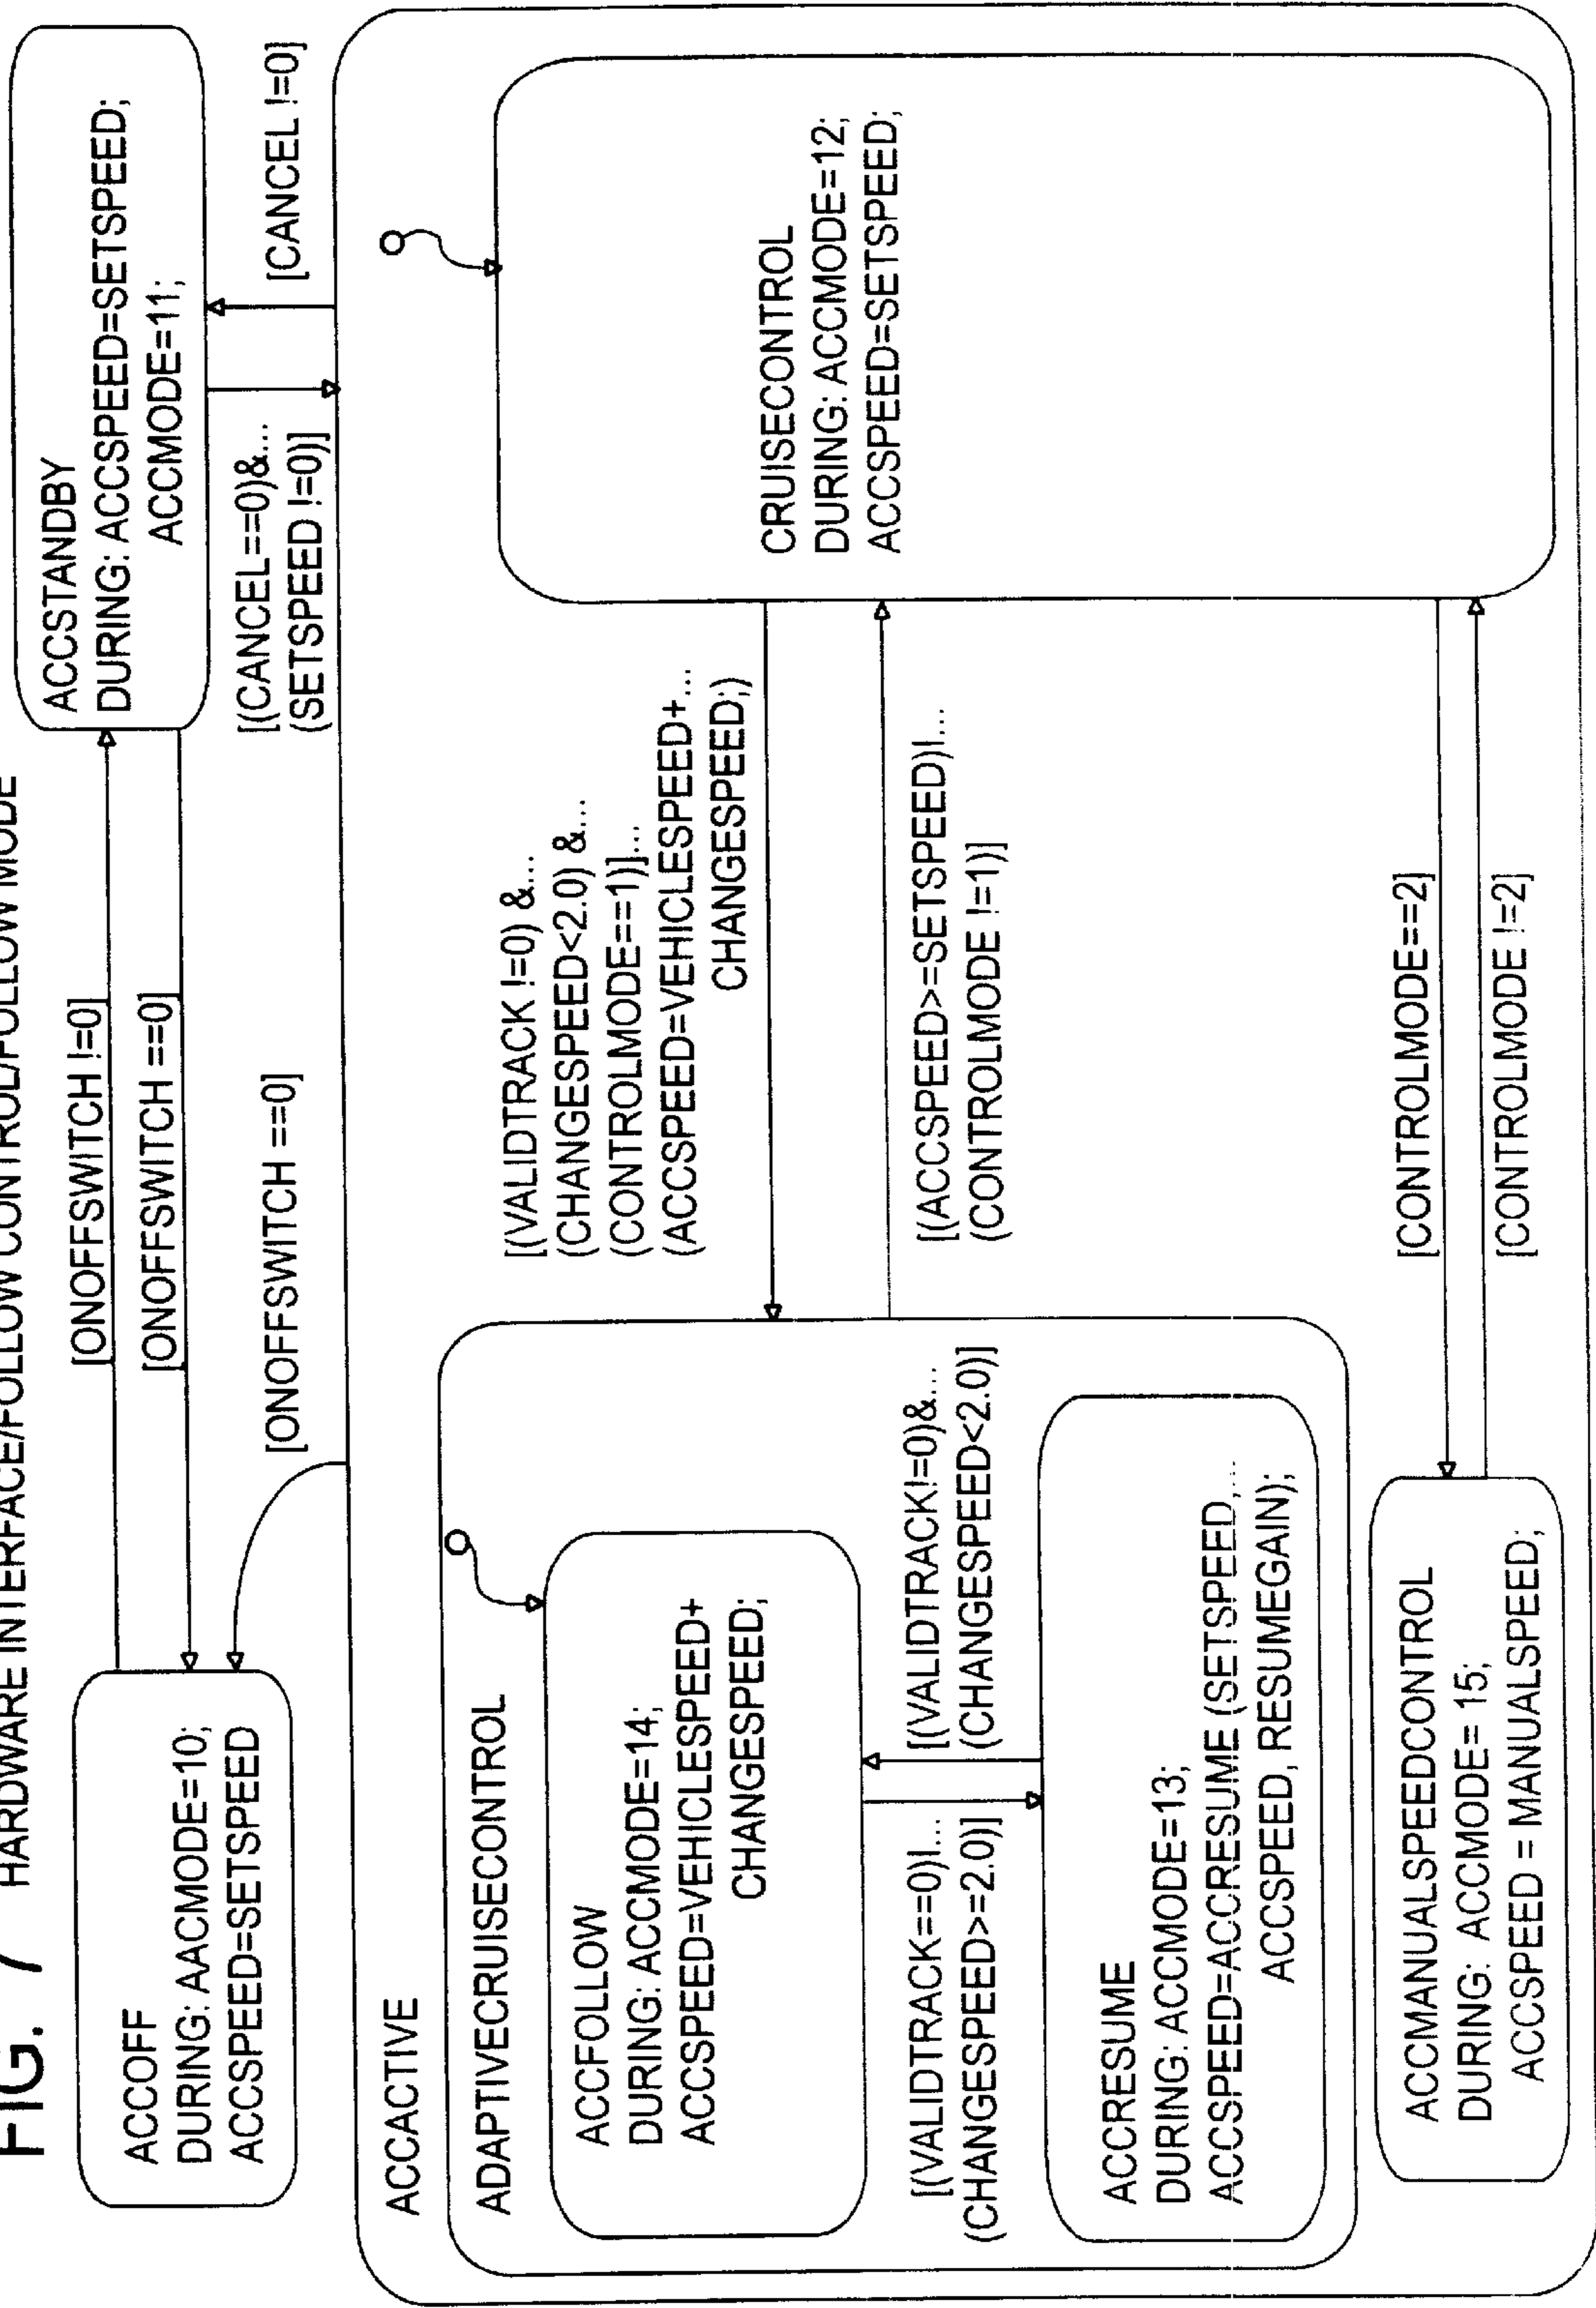 FIG. 7 HARDWARE INTERFACE/FOLLOW CONTROL/FOLLOW MODE
ACCOFF
DURING: AACMODE=10;
ACCSPEED=SETSPEED
[ONOFFSWITCH !=0]
[ONOFFSWITCH ==0]
[ONOFFSWITCH ==0]
ACCSTANDBY
DURING: ACCSPEED=SETSPEED;
ACCMODE=11;
[(CANCEL==0)&...
(SETSPEED !=0)]
[CANCEL !=0]
ACCACTIVE
ADAPTIVECRUISECONTROL
ACCFOLLOW
DURING: ACCMODE=14;
ACCSPEED=VEHICLESPEED+
CHANGESPEED;
[(VALIDTRACK==0)|...
(CHANGESPEED>=2.0)]
[(VALIDTRACK!=0)&...
(CHANGESPEED<2.0)]
ACCRESUME
DURING: ACCMODE=13;
ACCSPEED=ACCRESUME (SETSPEED,...
ACCSPEED, RESUMEGAIN);
[(VALIDTRACK !=0) &...
(CHANGESPEED<2.0) &...
(CONTROLMODE==1)]...
(ACCSPEED=VEHICLESPEED+...
CHANGESPEED;)
[(ACCSPEED>=SETSPEED)|...
(CONTROLMODE !=1)]
CRUISECONTROL
DURING: ACCMODE=12;
ACCSPEED=SETSPEED;
ACCMANUALSPEEDCONTROL
DURING: ACCMODE= 15;
ACCSPEED = MANUALSPEED;
[CONTROLMODE==2]
[CONTROLMODE !=2]